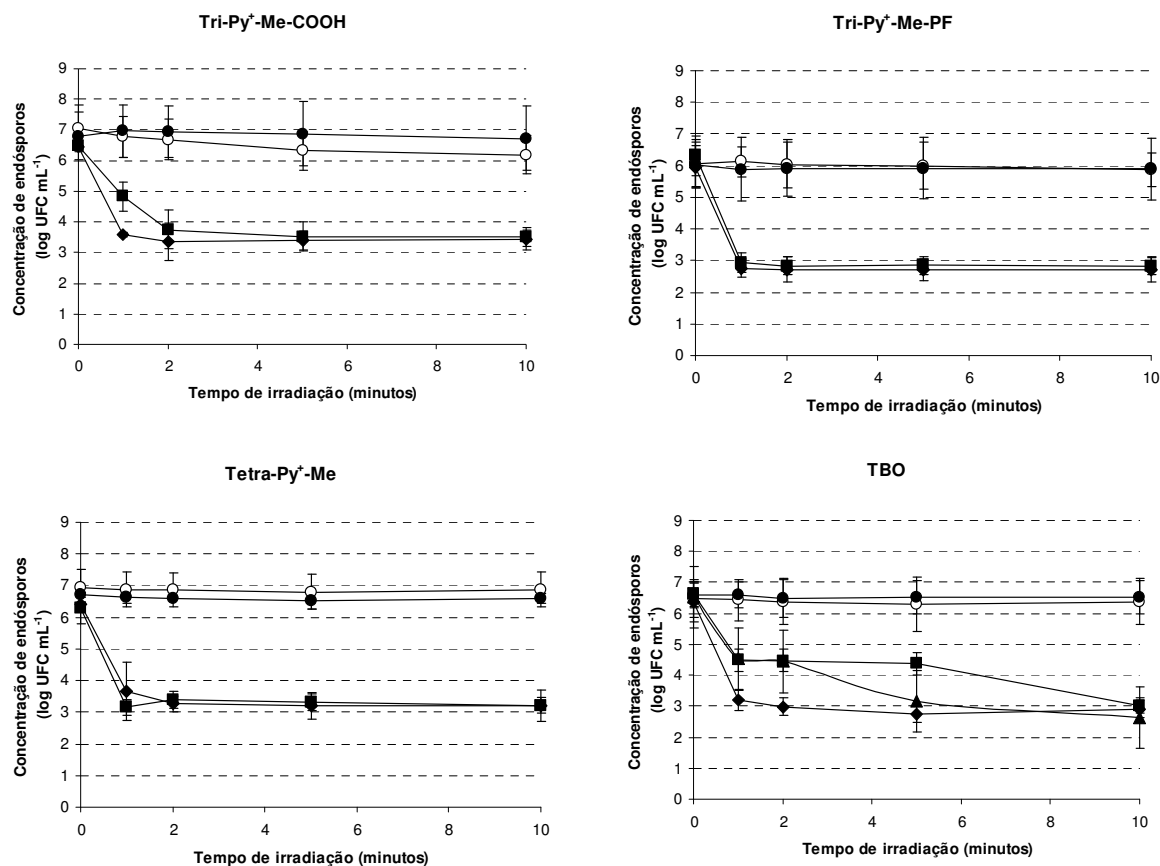 Tri-Py⁺-Me-COOH
Concentração de endósporos
(log UFC mL⁻¹)
9
8
7
6
5
4
3
2
1
0
0 2 4 6 8 10
Tempo de irradiação (minutos)
Tri-Py⁺-Me-PF
Concentração de endósporos
(log UFC mL⁻¹)
9
8
7
6
5
4
3
2
1
0
0 2 4 6 8 10
Tempo de irradiação (minutos)
Tetra-Py⁺-Me
Concentração de endósporos
(log UFC mL⁻¹)
9
8
7
6
5
4
3
2
1
0
0 2 4 6 8 10
Tempo de irradiação (minutos)
TBO
Concentração de endósporos
(log UFC mL⁻¹)
9
8
7
6
5
4
3
2
1
0
0 2 4 6 8 10
Tempo de irradiação (minutos)